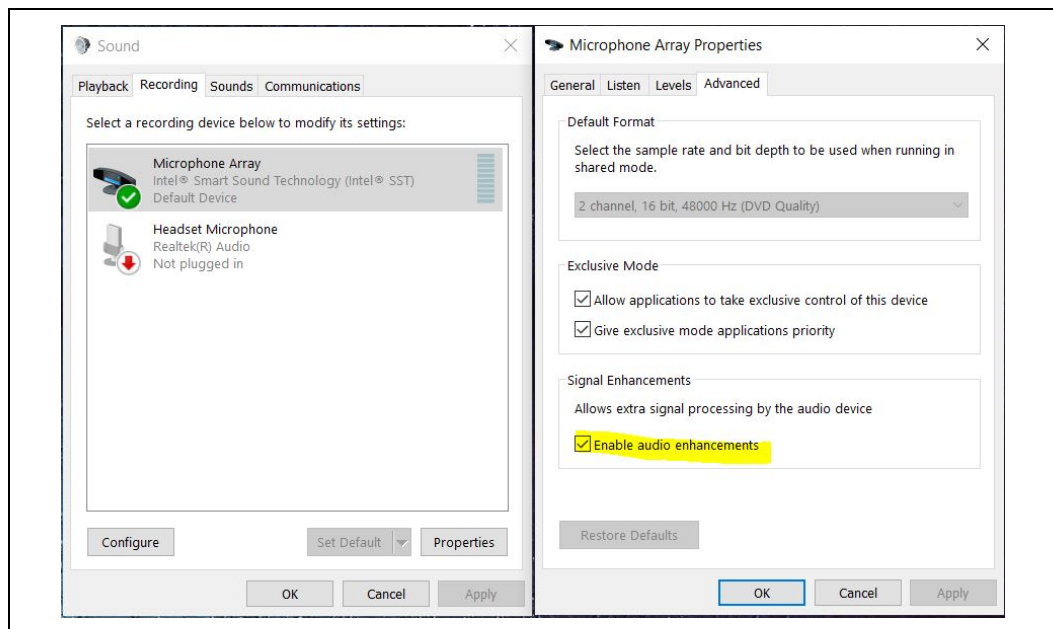 Sound
Playback Recording Sounds Communications
Select a recording device below to modify its settings:
Microphone Array
Intel® Smart Sound Technology (Intel® SST)
Default Device
Headset Microphone
Realtek(R) Audio
Not plugged in
Configure Set Default Properties
OK Cancel Apply
Microphone Array Properties
General Listen Levels Advanced
Default Format
Select the sample rate and bit depth to be used when running in
shared mode.
2 channel, 16 bit, 48000 Hz (DVD Quality)
Exclusive Mode
Allow applications to take exclusive control of this device
Give exclusive mode applications priority
Signal Enhancements
Allows extra signal processing by the audio device
Enable audio enhancements
Restore Defaults
OK Cancel Apply